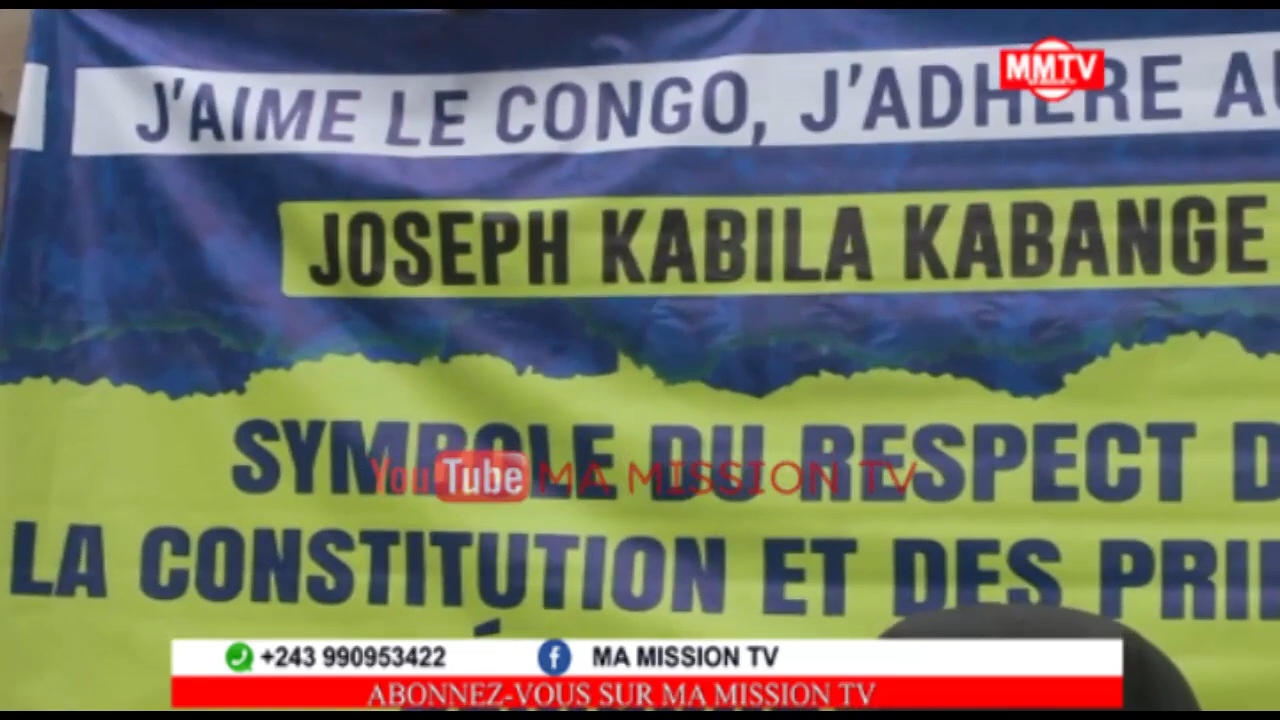 J'AIME LE CONGO, J'ADHÈRE AU
MMTV
JOSEPH KABILA KABANGE
SYMBOLE DU RESPECT D
YouTube MA MISSION TV
LA CONSTITUTION ET DES PRI
+243 990953422
MA MISSION TV
ABONNEZ-VOUS SUR MA MISSION TV